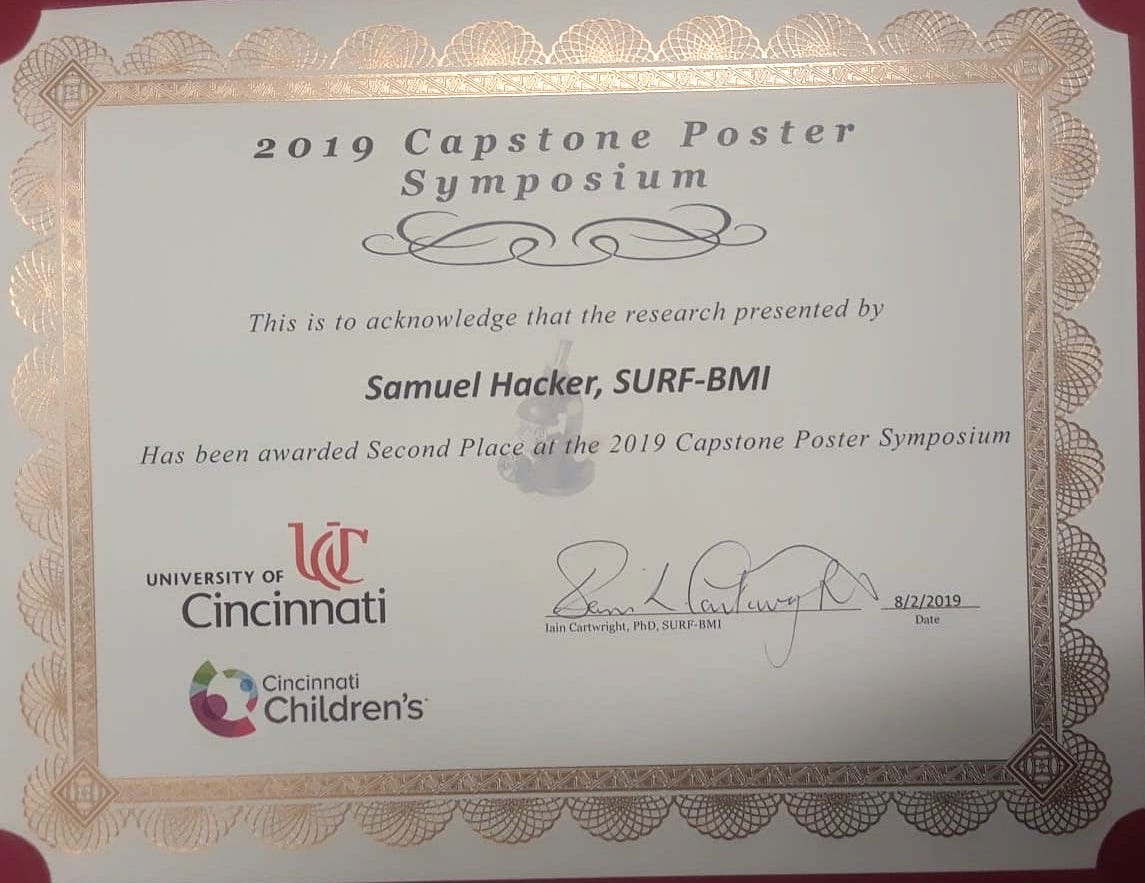 2019 Capstone Poster
Symposium
This is to acknowledge that the research presented by
Samuel Hacker, SURF-BMI
Has been awarded Second Place at the 2019 Capstone Poster Symposium
UC
UNIVERSITY OF
Cincinnati
8/2/2019
Iain Cartwright, PhD, SURF-BMI
Date
Cincinnati
Children's